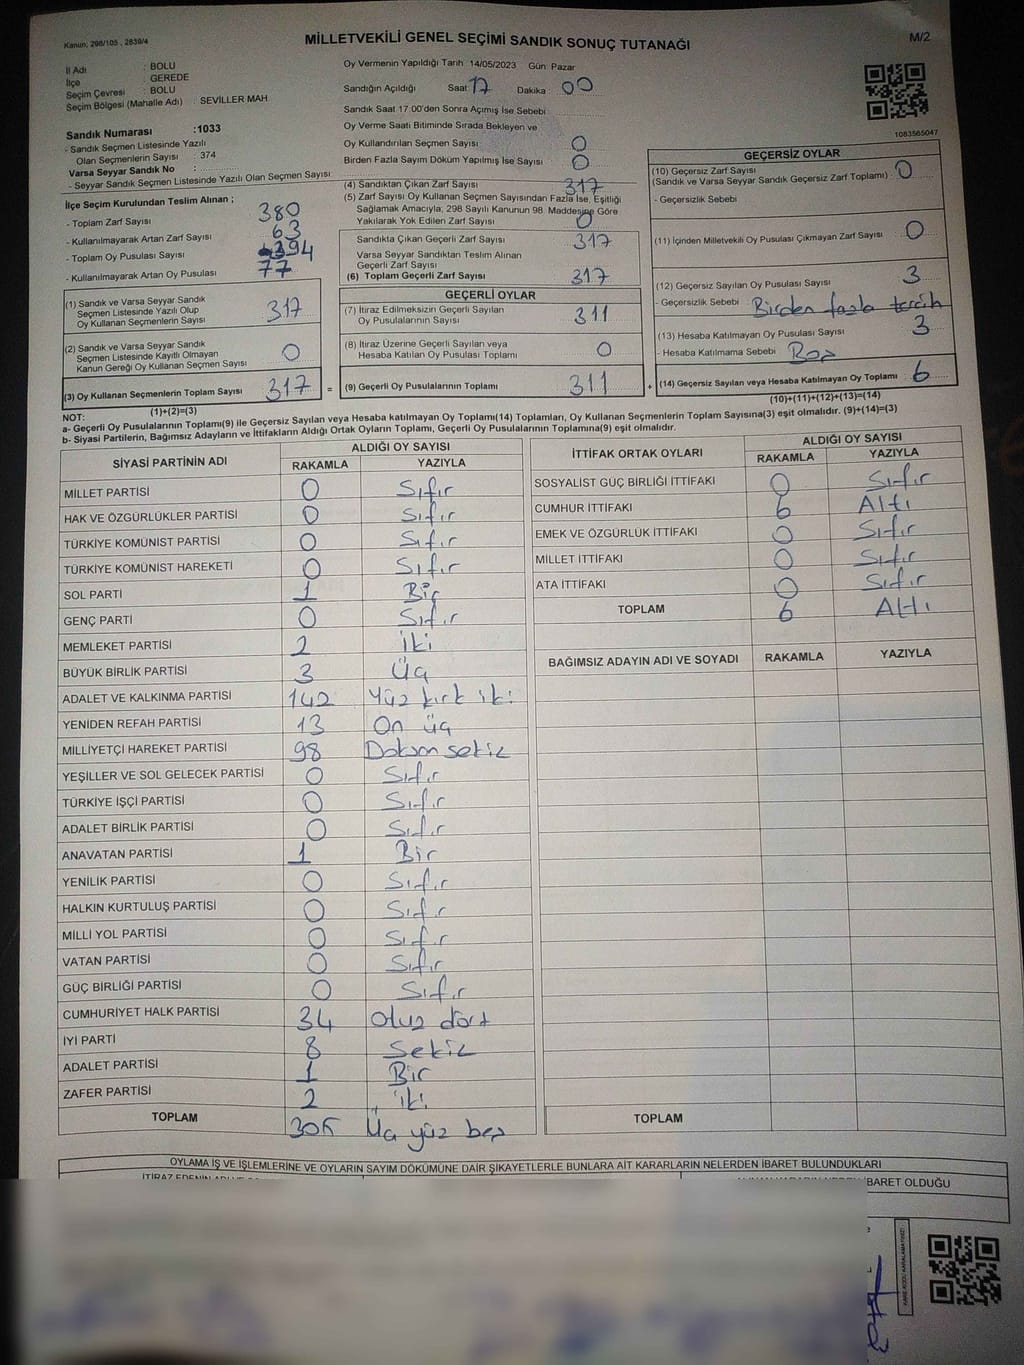 Kanun; 298/105 , 2839/4
MİLLETVEKİLİ GENEL SEÇİMİ SANDIK SONUÇ TUTANAĞI
M/2
İl Adı : BOLU
İlçe : GEREDE
Seçim Çevresi : BOLU
Seçim Bölgesi (Mahalle Adı) SEVİLLER MAH
Sandık Numarası :1033
- Sandık Seçmen Listesinde Yazılı
Olan Seçmenlerin Sayısı : 374
Varsa Seyyar Sandık No :
- Seyyar Sandık Seçmen Listesinde Yazılı Olan Seçmen Sayısı
Oy Vermenin Yapıldığı Tarih 14/05/2023 Gün Pazar
Sandığın Açıldığı Saat 17 Dakika : 00
Sandık Saat 17.00'den Sonra Açılmış İse Sebebi
Oy Verme Saati Bitiminde Sırada Bekleyen ve
Oy Kullandırılan Seçmen Sayısı 0
Birden Fazla Sayım Döküm Yapılmış İse Sayısı 0
1083565047
İlçe Seçim Kurulundan Teslim Alınan ;
- Toplam Zarf Sayısı 380
- Kullanılmayarak Artan Zarf Sayısı 63
- Toplam Oy Pusulası Sayısı 394
- Kullanılmayarak Artan Oy Pusulası 77
(1) Sandık ve Varsa Seyyar Sandık
Seçmen Listesinde Yazılı Olup
Oy Kullanan Seçmenlerin Sayısı 317
(2) Sandık ve Varsa Seyyar Sandık
Seçmen Listesinde Kayıtlı Olmayan
Kanun Gereği Oy Kullanan Seçmen Sayısı 0
(3) Oy Kullanan Seçmenlerin Toplam Sayısı 317 =
(1)+(2)=(3)
(4) Sandıktan Çıkan Zarf Sayısı 317
(5) Zarf Sayısı Oy Kullanan Seçmen Sayısından Fazla İse, Eşitliği
Sağlamak Amacıyla; 298 Sayılı Kanunun 98. Maddesine Göre
Yakılarak Yok Edilen Zarf Sayısı 0
Sandıkta Çıkan Geçerli Zarf Sayısı 317
Varsa Seyyar Sandıktan Teslim Alınan
Geçerli Zarf Sayısı
(6) Toplam Geçerli Zarf Sayısı 317
GEÇERLİ OYLAR
(7) İtiraz Edilmeksizin Geçerli Sayılan
Oy Pusulalarının Sayısı 311
(8) İtiraz Üzerine Geçerli Sayılan veya
Hesaba Katılan Oy Pusulası Toplamı 0
(9) Geçerli Oy Pusulalarının Toplamı 311 +
GEÇERSİZ OYLAR
(10) Geçersiz Zarf Sayısı
(Sandık ve Varsa Seyyar Sandık Geçersiz Zarf Toplamı) 0
- Geçersizlik Sebebi
(11) İçinden Milletvekili Oy Pusulası Çıkmayan Zarf Sayısı 0
(12) Geçersiz Sayılan Oy Pusulası Sayısı 3
- Geçersizlik Sebebi : Birden fazla tercih
(13) Hesaba Katılmayan Oy Pusulası Sayısı 3
- Hesaba Katılmama Sebebi Boş
(14) Geçersiz Sayılan veya Hesaba Katılmayan Oy Toplamı 6
(10)+(11)+(12)+(13)=(14)
NOT:
a- Geçerli Oy Pusulalarının Toplamı(9) ile Geçersiz Sayılan veya Hesaba katılmayan Oy Toplamı(14) Toplamları, Oy Kullanan Seçmenlerin Toplam Sayısına(3) eşit olmalıdır. (9)+(14)=(3)
b- Siyasi Partilerin, Bağımsız Adayların ve İttifakların Aldığı Ortak Oyların Toplamı, Geçerli Oy Pusulalarının Toplamına(9) eşit olmalıdır.
SİYASİ PARTİNİN ADI ALDIĞI OY SAYISI
RAKAMLA YAZIYLA
MİLLET PARTİSİ 0 Sıfır
HAK VE ÖZGÜRLÜKLER PARTİSİ 0 Sıfır
TÜRKİYE KOMÜNİST PARTİSİ 0 Sıfır
TÜRKİYE KOMÜNİST HAREKETİ 0 Sıfır
SOL PARTİ 1 Bir
GENÇ PARTİ 0 Sıfır
MEMLEKET PARTİSİ 2 iki
BÜYÜK BİRLİK PARTİSİ 3 Üç
ADALET VE KALKINMA PARTİSİ 142 Yüz kırk iki
YENİDEN REFAH PARTİSİ 13 On üç
MİLLİYETÇİ HAREKET PARTİSİ 98 Doksan sekiz
YEŞİLLER VE SOL GELECEK PARTİSİ 0 Sıfır
TÜRKİYE İŞÇİ PARTİSİ 0 Sıfır
ADALET BİRLİK PARTİSİ 0 Sıfır
ANAVATAN PARTİSİ 1 Bir
YENİLİK PARTİSİ 0 Sıfır
HALKIN KURTULUŞ PARTİSİ 0 Sıfır
MİLLİ YOL PARTİSİ 0 Sıfır
VATAN PARTİSİ 0 Sıfır
GÜÇ BİRLİĞİ PARTİSİ 0 Sıfır
CUMHURİYET HALK PARTİSİ 34 Otuz dört
İYİ PARTİ 8 Sekiz
ADALET PARTİSİ 1 Bir
ZAFER PARTİSİ 2 iki
TOPLAM 305 Üç yüz beş
İTTİFAK ORTAK OYLARI ALDIĞI OY SAYISI
RAKAMLA YAZIYLA
SOSYALİST GÜÇ BİRLİĞİ İTTİFAKI 0 Sıfır
CUMHUR İTTİFAKI 6 Altı
EMEK VE ÖZGÜRLÜK İTTİFAKI 0 Sıfır
MİLLET İTTİFAKI 0 Sıfır
ATA İTTİFAKI 0 Sıfır
TOPLAM 6 Altı
BAĞIMSIZ ADAYIN ADI VE SOYADI RAKAMLA YAZIYLA
TOPLAM
OYLAMA İŞ VE İŞLEMLERİNE VE OYLARIN SAYIM DÖKÜMÜNE DAİR ŞİKAYETLERLE BUNLARA AİT KARARLARIN NELERDEN İBARET BULUNDUKLARI
İBARET OLDUĞU